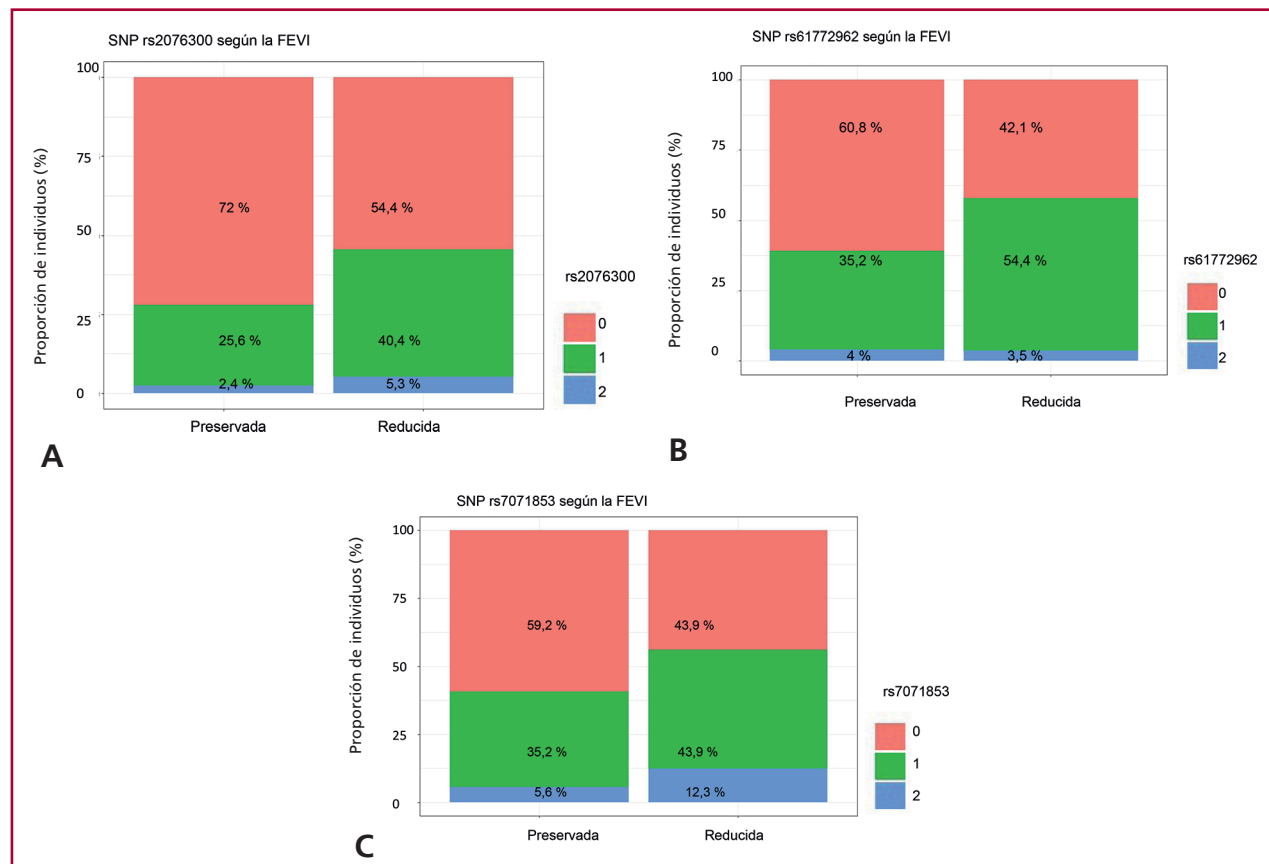 SNP rs2076300 según la FEVI
Proporción de individuos (%)
100
75
50
25
0
72 %
54,4 %
25,6 %
40,4 %
2,4 %
5,3 %
Preservada
Reducida
rs2076300
0
1
2
A
SNP rs61772962 según la FEVI
Proporción de individuos (%)
100
75
50
25
0
60,8 %
42,1 %
35,2 %
54,4 %
4 %
3,5 %
Preservada
Reducida
rs61772962
0
1
2
B
SNP rs7071853 según la FEVI
Proporción de individuos (%)
100
75
50
25
0
59,2 %
43,9 %
35,2 %
43,9 %
5,6 %
12,3 %
Preservada
Reducida
rs7071853
0
1
2
C